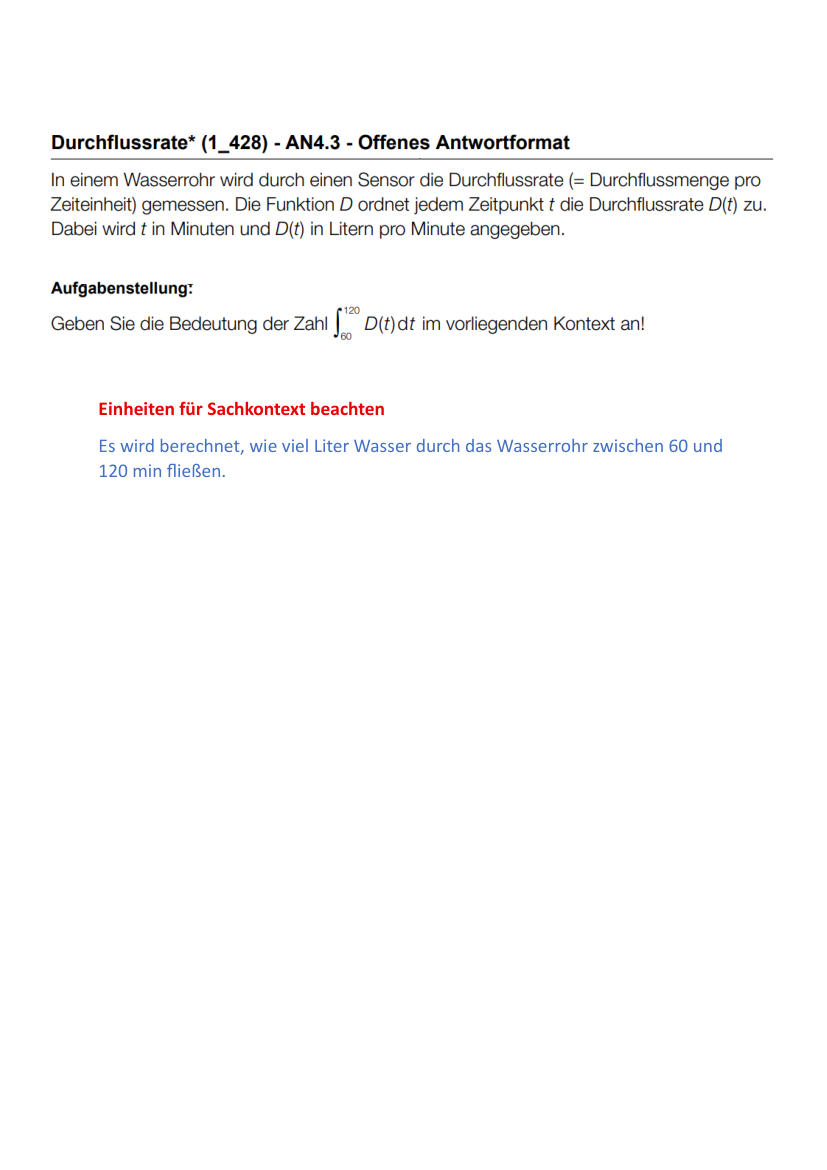 Durchflussrate* (1_428) - AN4.3 - Offenes Antwortformat
In einem Wasserrohr wird durch einen Sensor die Durchflussrate (= Durchflussmenge pro
Zeiteinheit) gemessen. Die Funktion D ordnet jedem Zeitpunkt t die Durchflussrate D(t) zu.
Dabei wird t in Minuten und D(t) in Litern pro Minute angegeben.
Aufgabenstellung:
Geben Sie die Bedeutung der Zahl ∫₆₀¹²⁰ D(t)dt im vorliegenden Kontext an!
Einheiten für Sachkontext beachten
Es wird berechnet, wie viel Liter Wasser durch das Wasserrohr zwischen 60 und
120 min fließen.